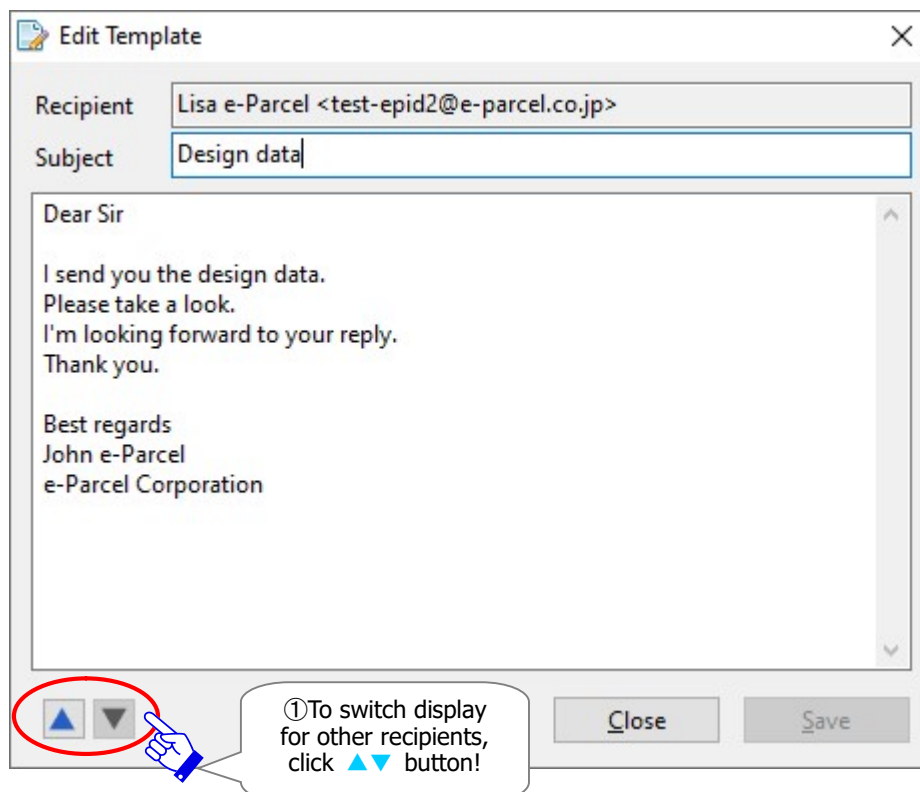 Edit Template
Recipient Lisa e-Parcel <test-epid2@e-parcel.co.jp>
Subject Design data
Dear Sir
I send you the design data.
Please take a look.
I'm looking forward to your reply.
Thank you.
Best regards
John e-Parcel
e-Parcel Corporation
①To switch display
for other recipients,
click ▲▼ button!
Close Save